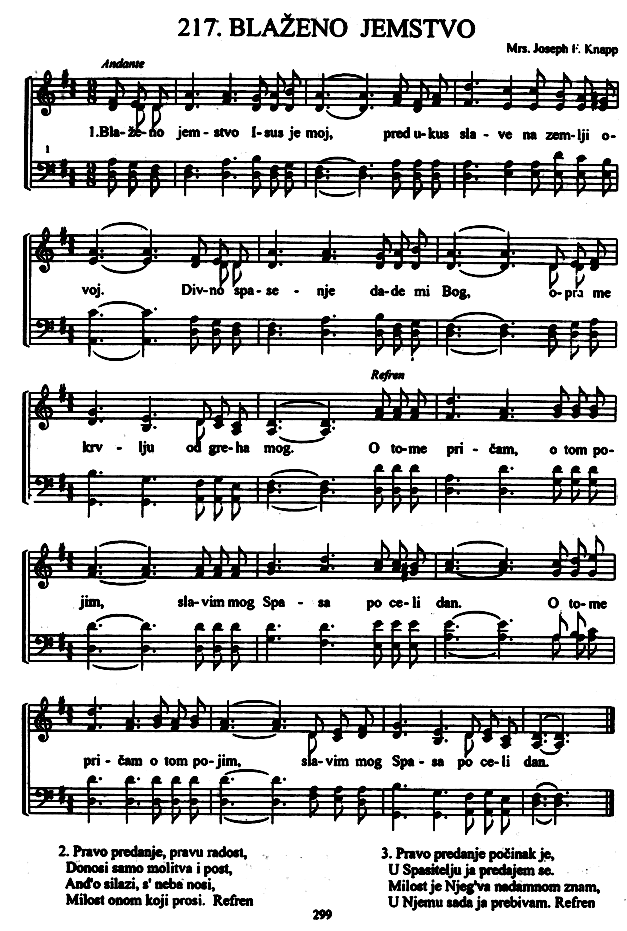 217. BLAŽENO JEMSTVO
Mrs. Joseph F. Knapp
Andante
1.Bla-že-no jem - stvo I-sus je moj, pred u-kus sla - ve na zem-lji o-
1
voj. Div-no spa-se - nje da-de mi Bog, o-pra me
Refren
krv - lju od gre-ha mog. O to-me pri - čam, o tom po-
jim, sla-vim mog Spa - sa po ce-li dan. O to-me
pri - čam o tom po-jim, sla-vim mog Spa - sa po ce-li dan.
2. Pravo predanje, pravu radost,
Donosi samo molitva i post,
Anđ'o silazi, s' neba nosi,
Milost onom koji prosi. Refren
3. Pravo predanje počinak je,
U Spasitelju ja predajem se.
Milost je Njeg'va nadamnom znam,
U Njemu sada ja prebivam. Refren
299